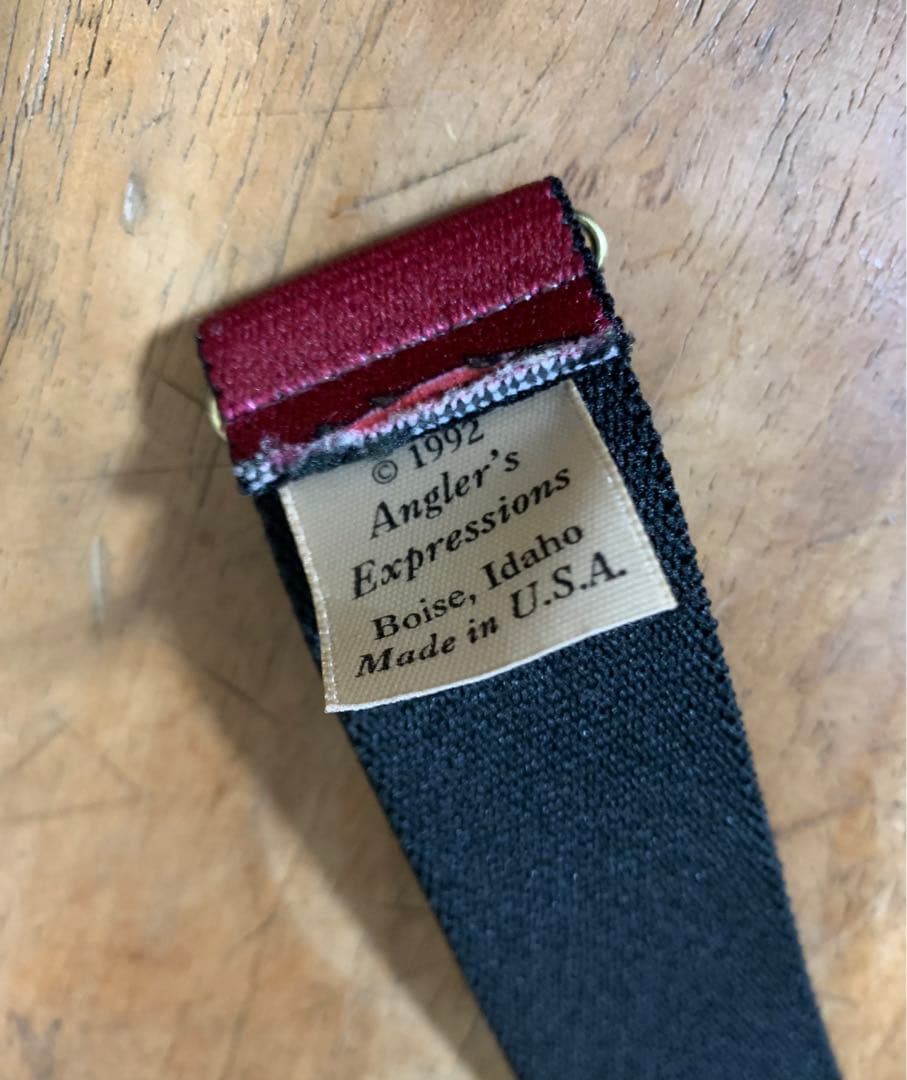 © 1992
Angler's
Expressions
Boise, Idaho
Made in U.S.A.